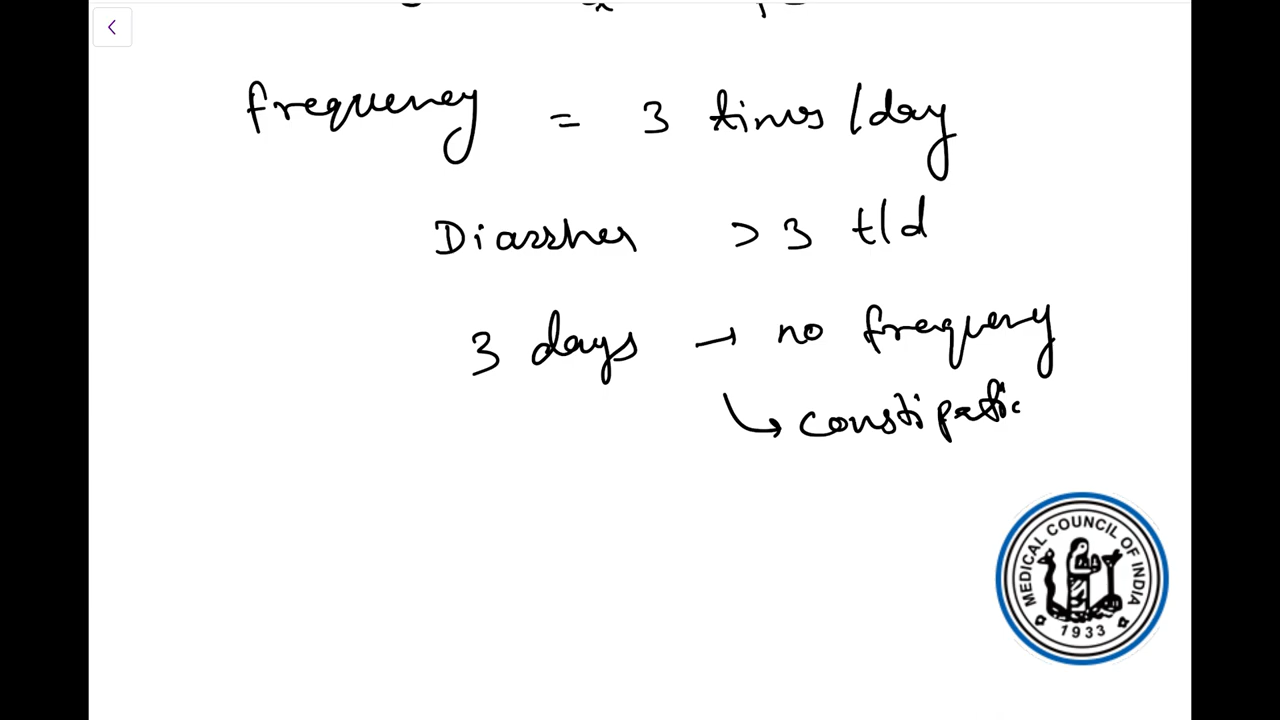 frequency = 3 times/day
Diarrhea > 3 t/d
3 days → no frequency
↳ constipatio
MEDICAL COUNCIL OF INDIA
1933